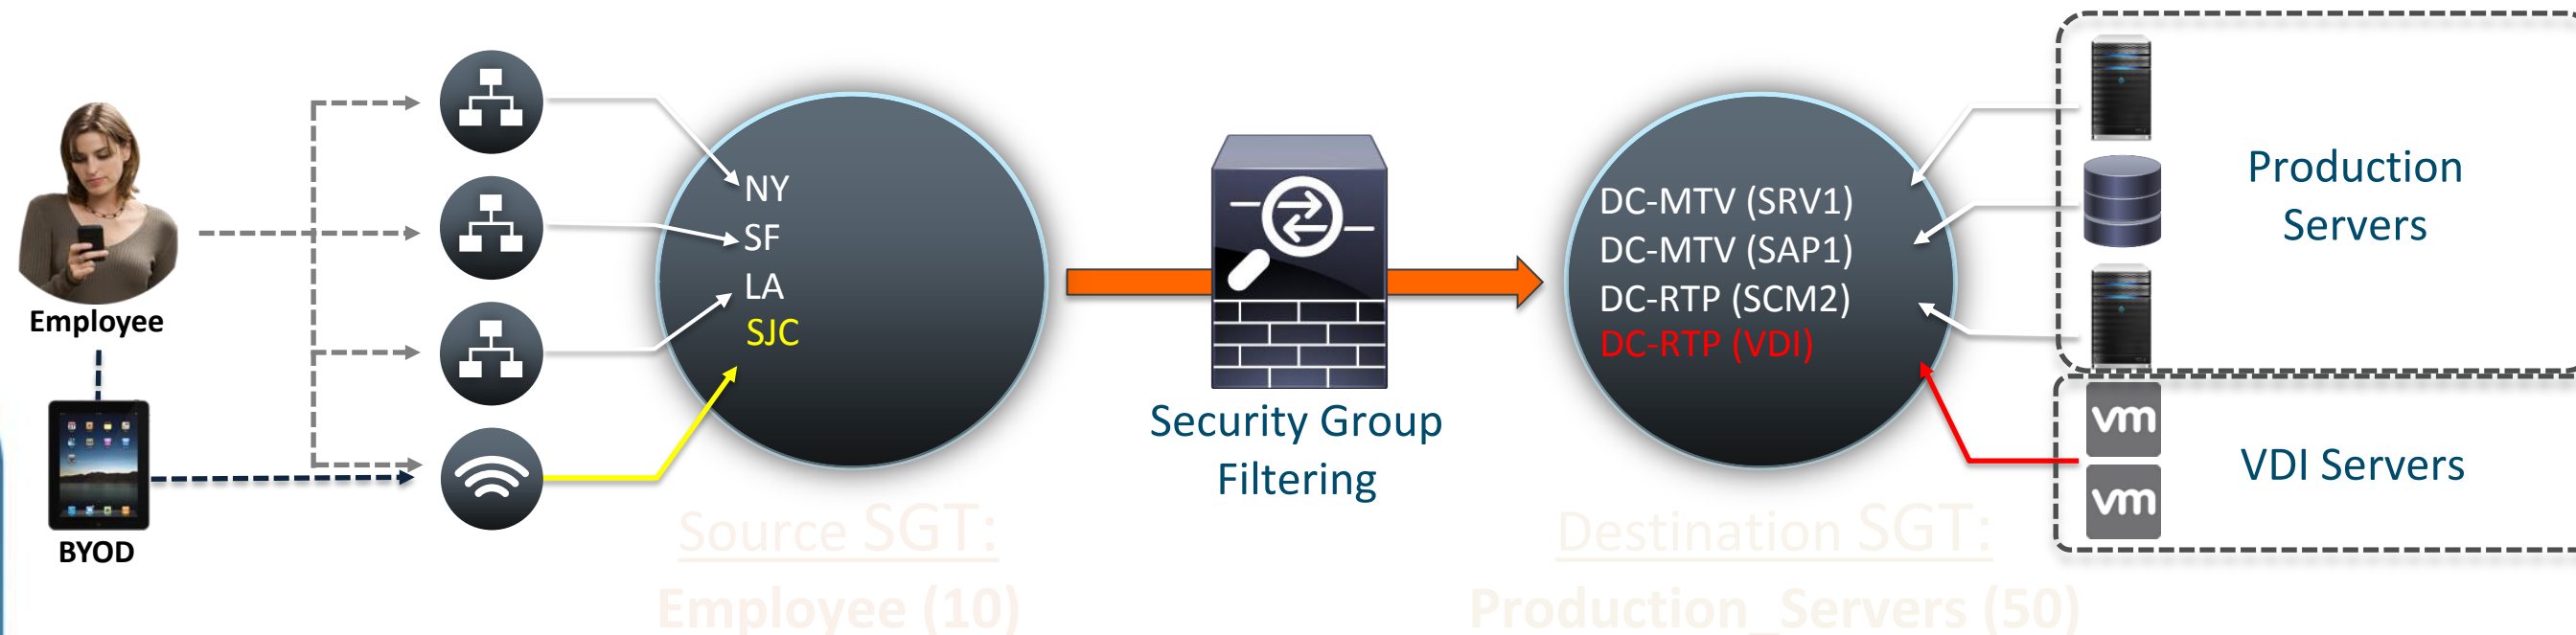 Employee
BYOD
NY
SF
LA
SJC
Source SGT:
Employee (10)
Security Group
Filtering
DC-MTV (SRV1)
DC-MTV (SAP1)
DC-RTP (SCM2)
DC-RTP (VDI)
Destination SGT:
Production_Servers (50)
Production
Servers
vm
vm
VDI Servers